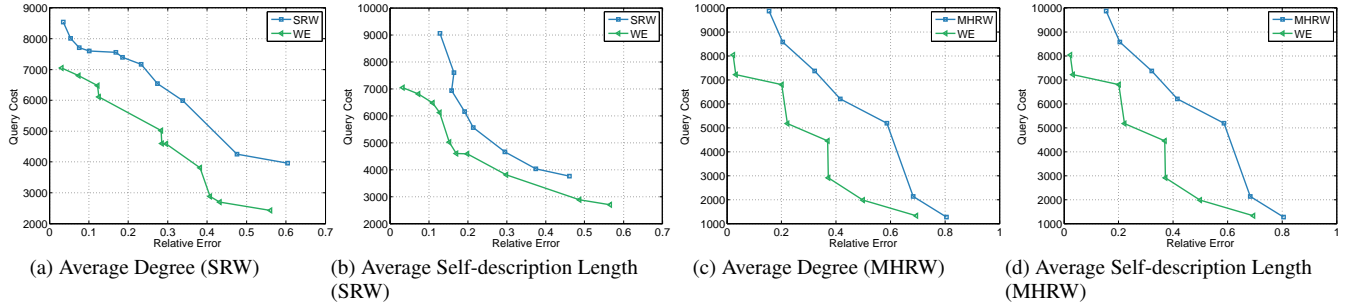 9000
8000
7000
6000
5000
4000
3000
2000
Query Cost
0
0.1
0.2
0.3
0.4
0.5
0.6
0.7
Relative Error
SRW
WE
(a) Average Degree (SRW)
10000
9000
8000
7000
6000
5000
4000
3000
2000
Query Cost
0
0.1
0.2
0.3
0.4
0.5
0.6
0.7
Relative Error
SRW
WE
(b) Average Self-description Length
(SRW)
10000
9000
8000
7000
6000
5000
4000
3000
2000
1000
Query Cost
0
0.2
0.4
0.6
0.8
1
Relative Error
MHRW
WE
(c) Average Degree (MHRW)
10000
9000
8000
7000
6000
5000
4000
3000
2000
1000
Query Cost
0
0.2
0.4
0.6
0.8
1
Relative Error
MHRW
WE
(d) Average Self-description Length
(MHRW)